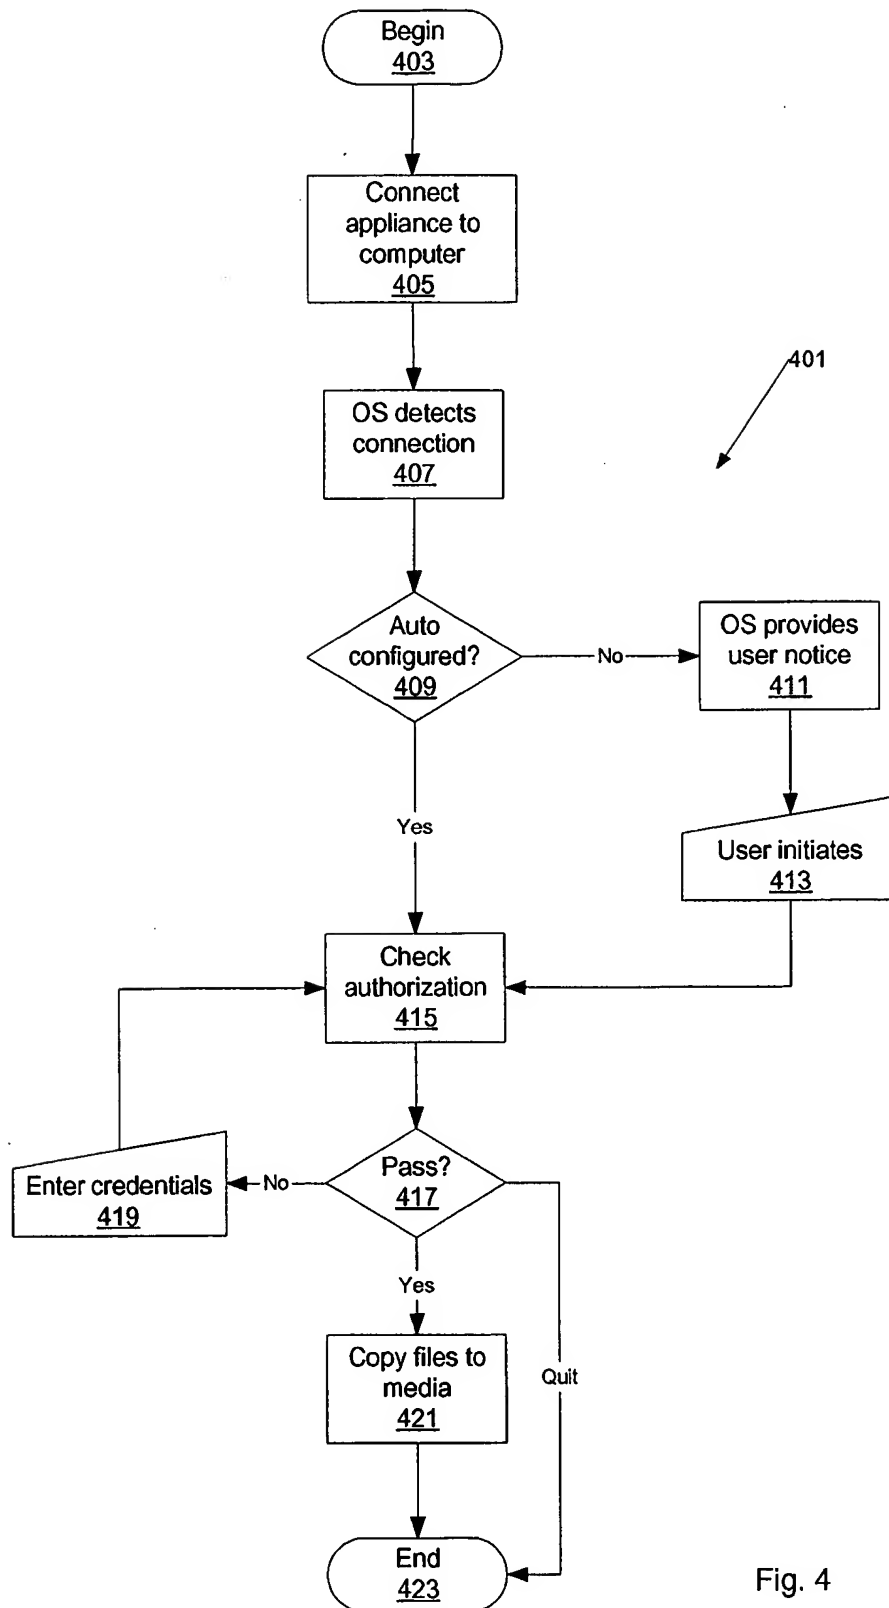 Begin
403
Connect
appliance to
computer
405
401
OS detects
connection
407
Auto
configured?
409
No
OS provides
user notice
411
Yes
User initiates
413
Check
authorization
415
Pass?
417
No
Enter credentials
419
Yes
Quit
Copy files to
media
421
End
423
Fig. 4